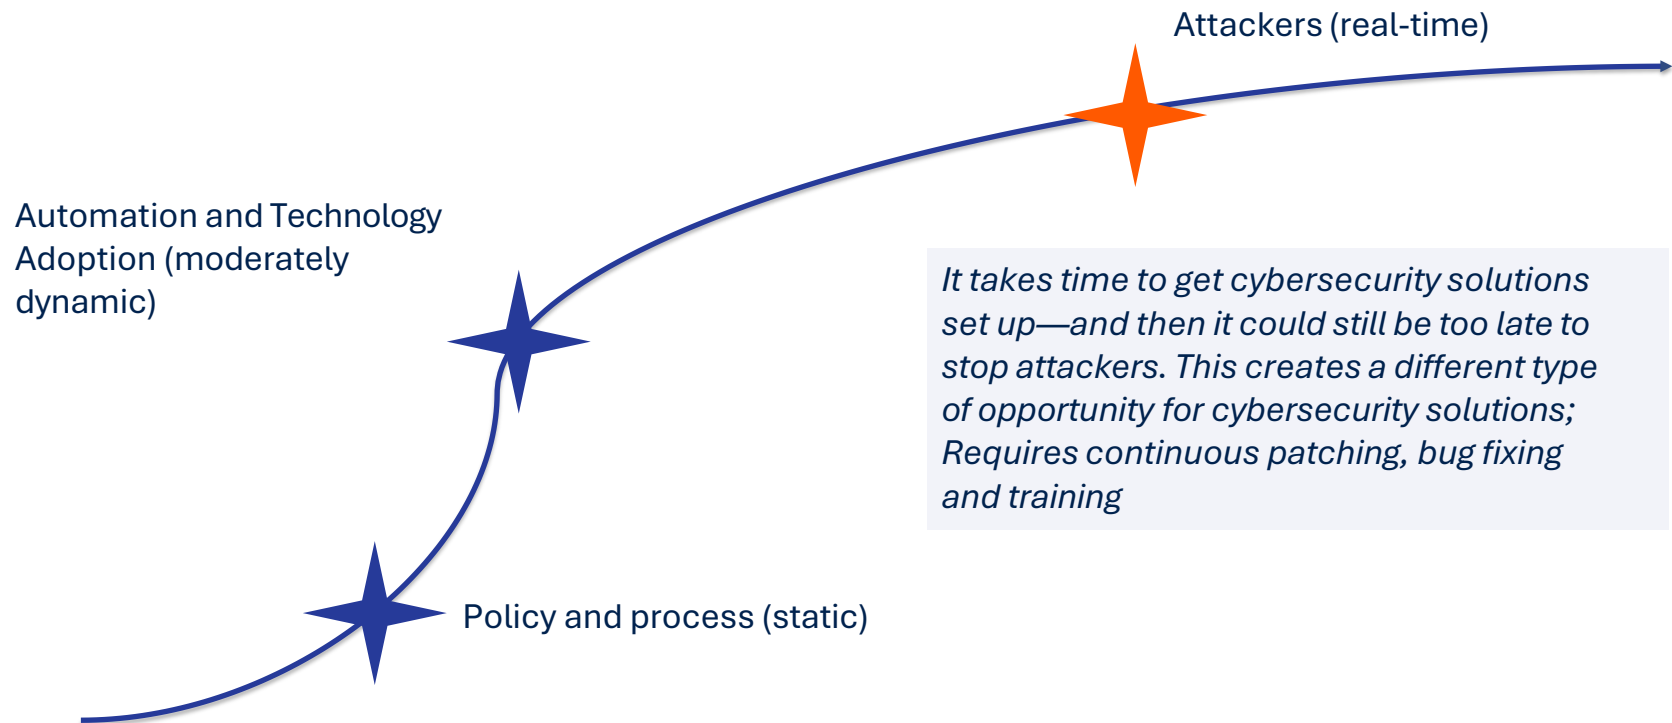 Attackers (real-time)
Automation and Technology
Adoption (moderately
dynamic)
It takes time to get cybersecurity solutions
set up—and then it could still be too late to
stop attackers. This creates a different type
of opportunity for cybersecurity solutions;
Requires continuous patching, bug fixing
and training
Policy and process (static)